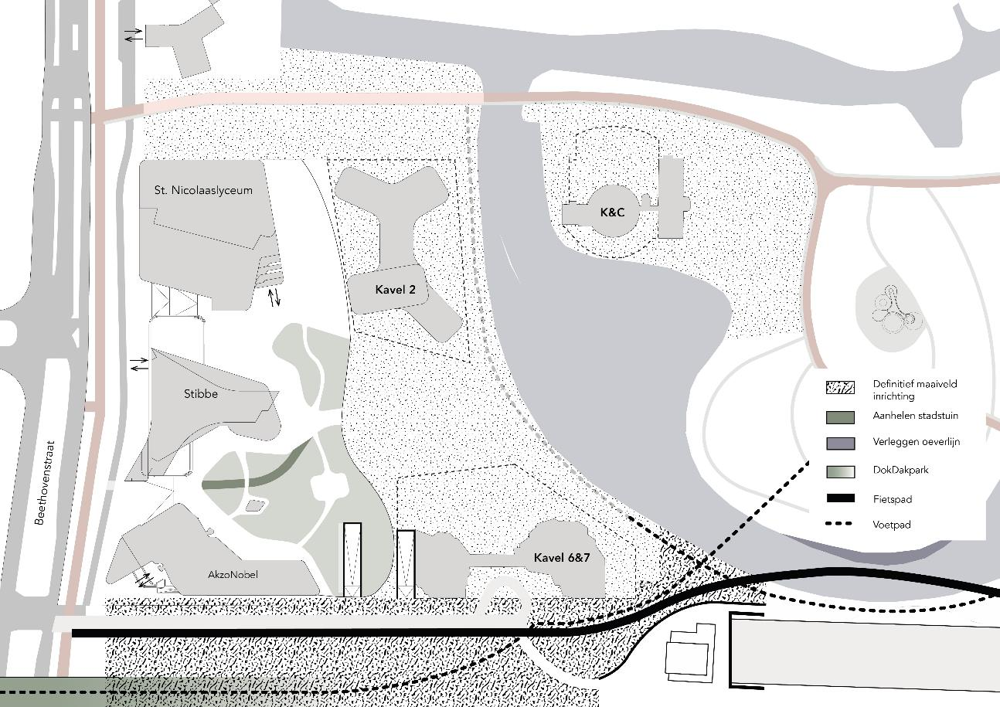 St. Nicolaaslyceum
K&C
Kavel 2
Stibbe
Definitief maaiveld
inrichting
Aanhelen stadstuin
Verleggen oeverlijn
DokDakpark
Fietspad
Voetpad
Beethovenstraat
Kavel 6&7
AkzoNobel